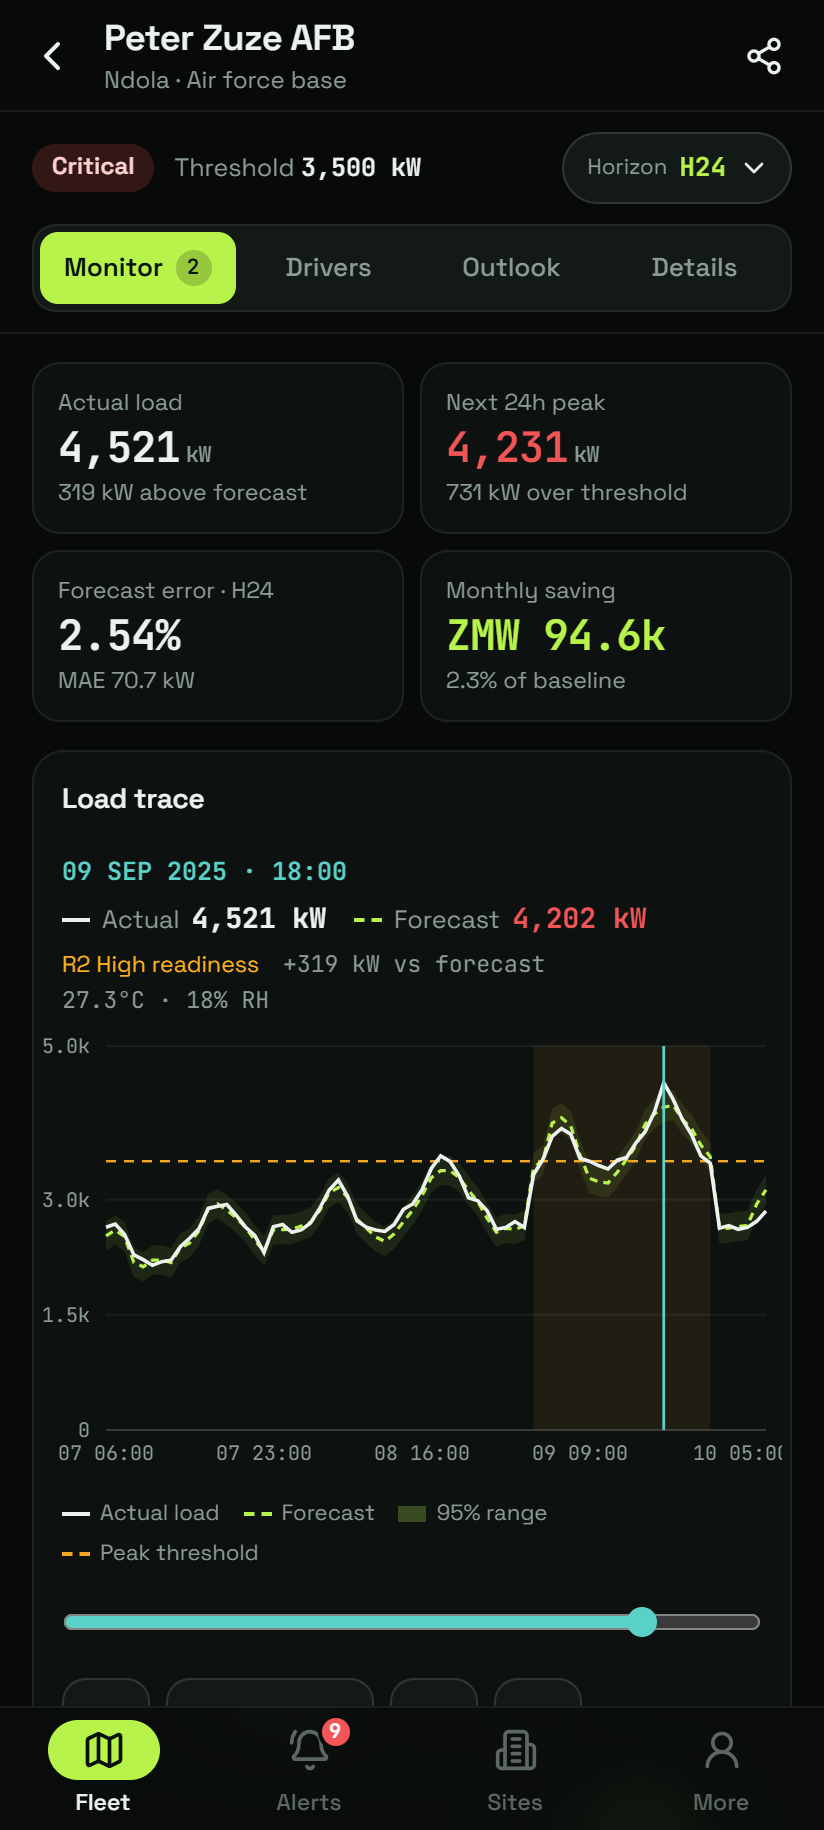 Peter Zuze AFB
Ndola · Air force base
Critical Threshold 3,500 kW Horizon H24
Monitor 2 Drivers Outlook Details
Actual load
4,521 kW
319 kW above forecast
Next 24h peak
4,231 kW
731 kW over threshold
Forecast error · H24
2.54%
MAE 70.7 kW
Monthly saving
ZMW 94.6k
2.3% of baseline
Load trace
09 SEP 2025 · 18:00
Actual 4,521 kW Forecast 4,202 kW
R2 High readiness +319 kW vs forecast
27.3°C · 18% RH
5.0k
3.0k
1.5k
0
07 06:00 07 23:00 08 16:00 09 09:00 10 05:00
Actual load Forecast 95% range
Peak threshold
9
Fleet Alerts Sites More